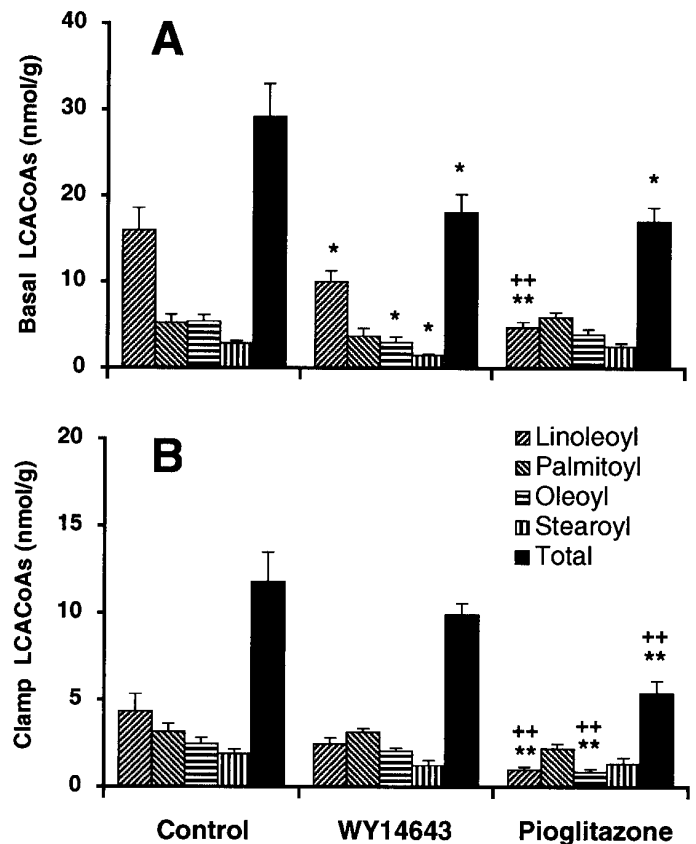 A
Basal LCACoAs (nmol/g)
40
30
20
10
0
*
*
*
*
++
**
*
B
Clamp LCACoAs (nmol/g)
20
15
10
5
0
Linoleoyl
Palmitoyl
Oleoyl
Stearoyl
Total
++
**
++
**
++
**
Control WY14643 Pioglitazone